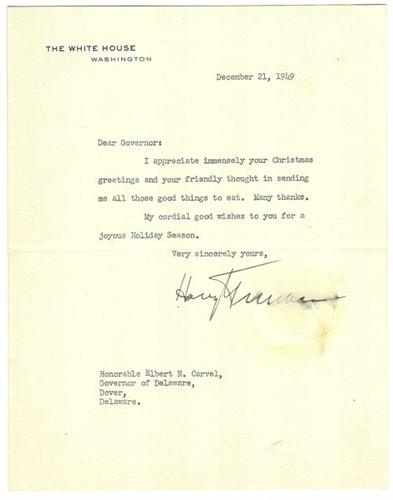 THE WHITE HOUSE
WASHINGTON
December 21, 1949
Dear Governor:
I appreciate immensely your Christmas
greetings and your friendly thought in sending
me all those good things to eat. Many thanks.
My cordial good wishes to you for a
joyous Holiday Season.
Very sincerely yours,
Harry Truman
Honorable Elbert N. Carvel,
Governor of Delaware,
Dover,
Delaware.